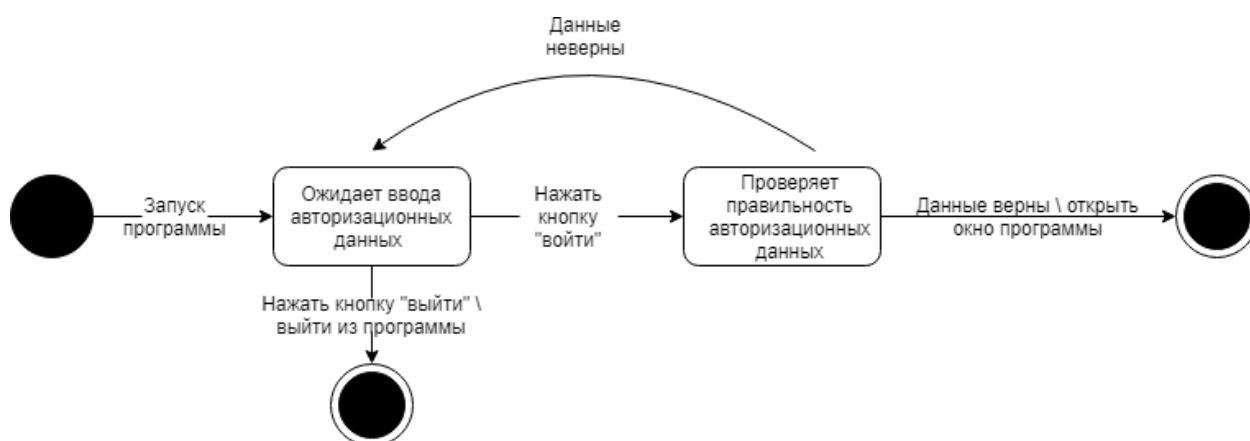 Данные
неверны
Запуск
программы
Ожидает ввода
авторизационных
данных
Нажать
кнопку
"войти"
Проверяет
правильность
авторизационных
данных
Данные верны \ открыть
окно программы
Нажать кнопку "выйти" \
выйти из программы